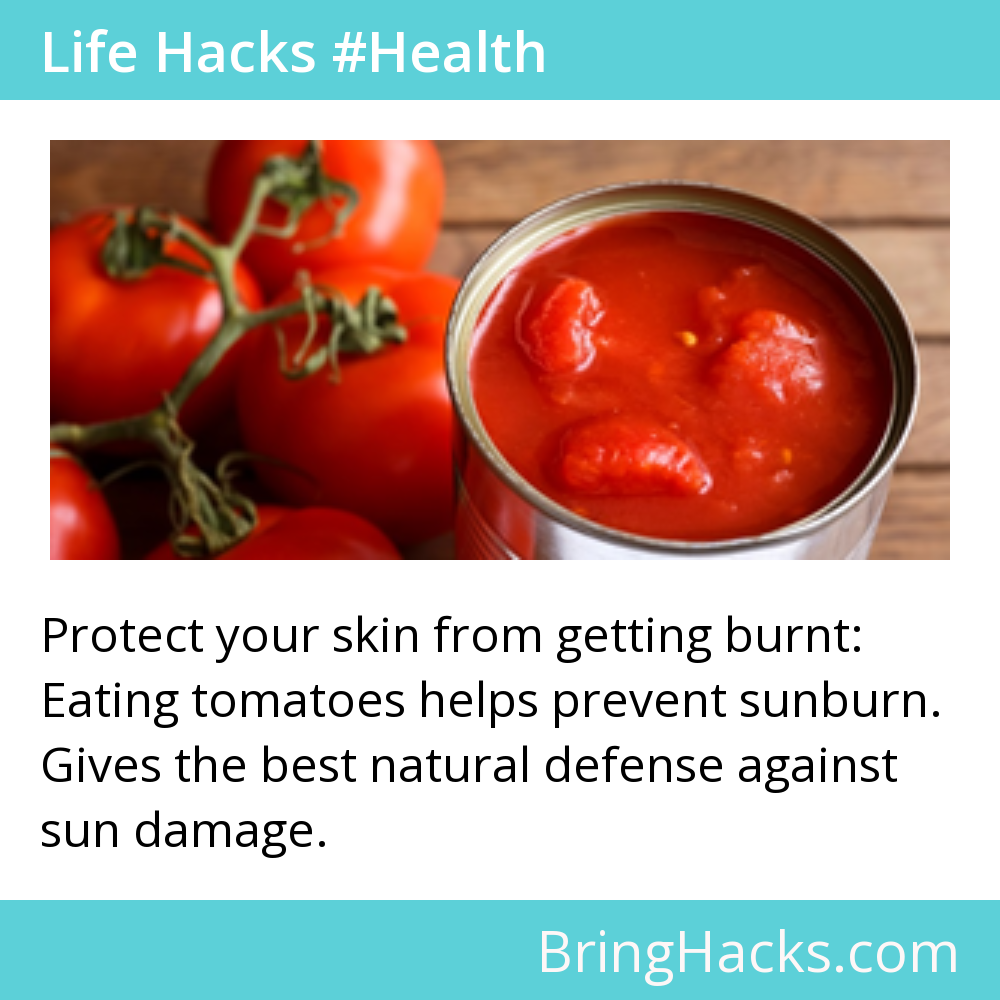 Life Hacks #Health
Protect your skin from getting burnt:
Eating tomatoes helps prevent sunburn.
Gives the best natural defense against
sun damage.
BringHacks.com